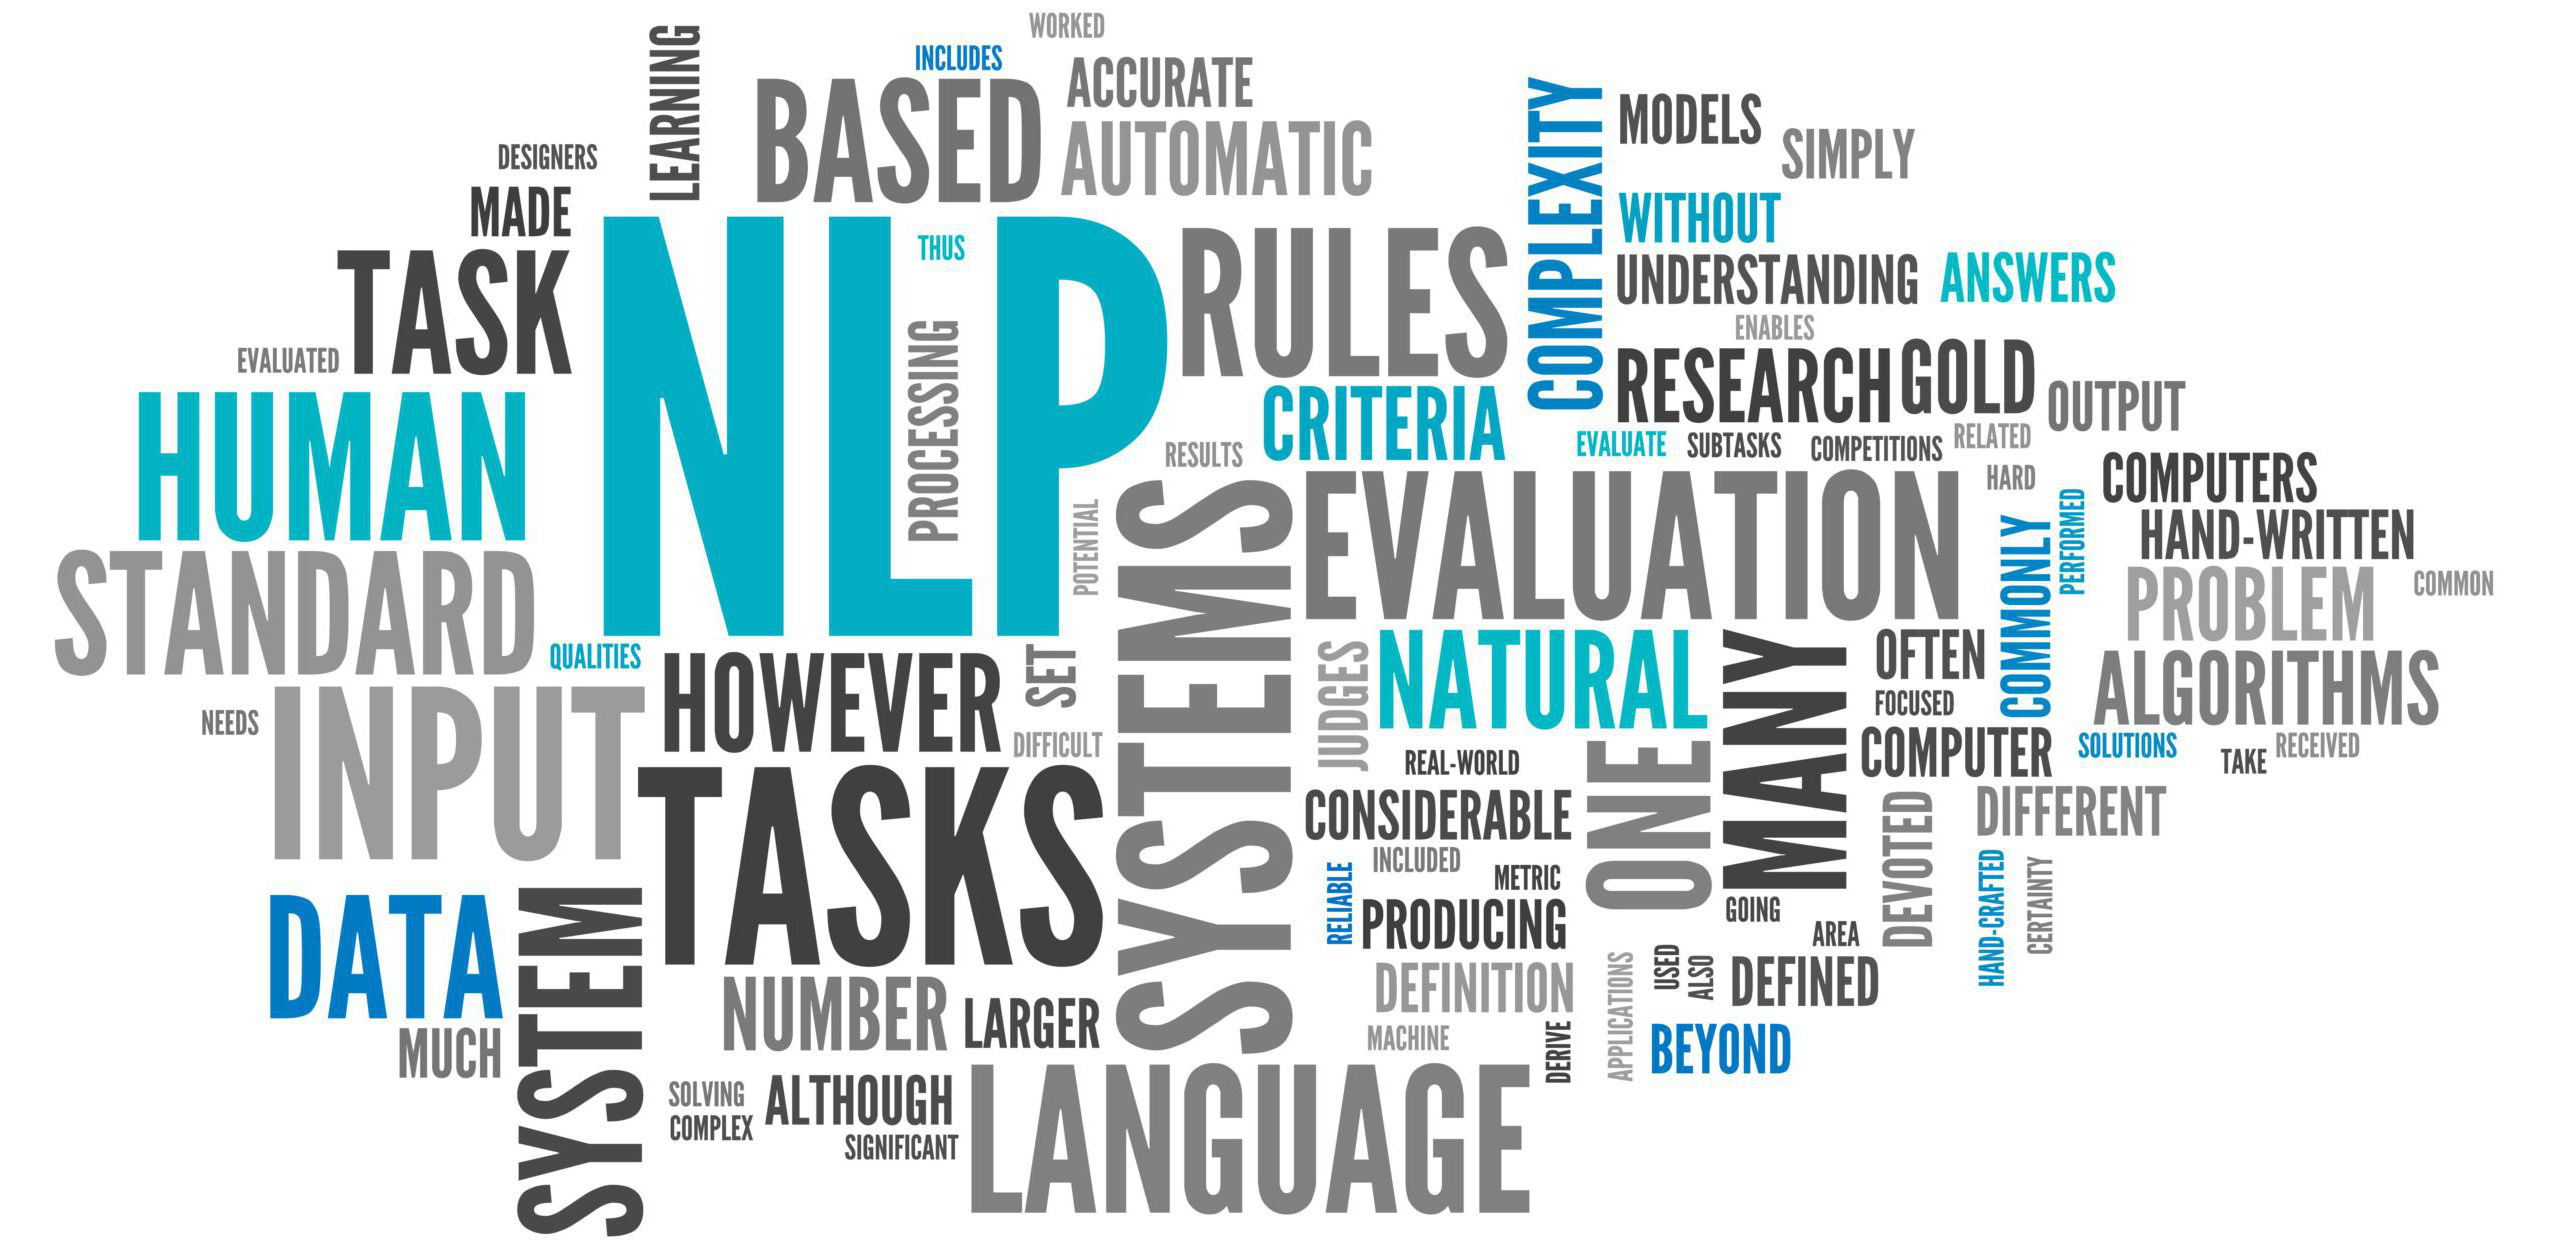 WORKED
LEARNING
INCLUDES
BASED
ACCURATE
AUTOMATIC
DESIGNERS
MADE
TASK
EVALUATED
HUMAN
STANDARD
QUALITIES
NLP
THUS
PROCESSING
POTENTIAL
RULES
RESULTS
CRITERIA
COMPLEXITY
MODELS
SIMPLY
WITHOUT
UNDERSTANDING
ANSWERS
ENABLES
RESEARCH
GOLD
OUTPUT
EVALUATE
SUBTASKS
COMPETITIONS
RELATED
HARD
COMPUTERS
HAND-WRITTEN
PERFORMED
COMMONLY
PROBLEM
COMMON
ALGORITHMS
SOLUTIONS
TAKE
RECEIVED
SYSTEMS
EVALUATION
NATURAL
JUDGES
MANY
OFTEN
FOCUSED
COMPUTER
DIFFERENT
DEVOTED
HAND-CRAFTED
CERTAINTY
NEEDS
INPUT
HOWEVER
SET
DIFFICULT
TASKS
REAL-WORLD
CONSIDERABLE
ONE
INCLUDED
METRIC
RELIABLE
PRODUCING
GOING
AREA
DATA
MUCH
SYSTEM
NUMBER
LARGER
DEFINITION
MACHINE
DERIVE
APPLICATIONS
USED
ALSO
DEFINED
BEYOND
SOLVING
COMPLEX
ALTHOUGH
SIGNIFICANT
LANGUAGE